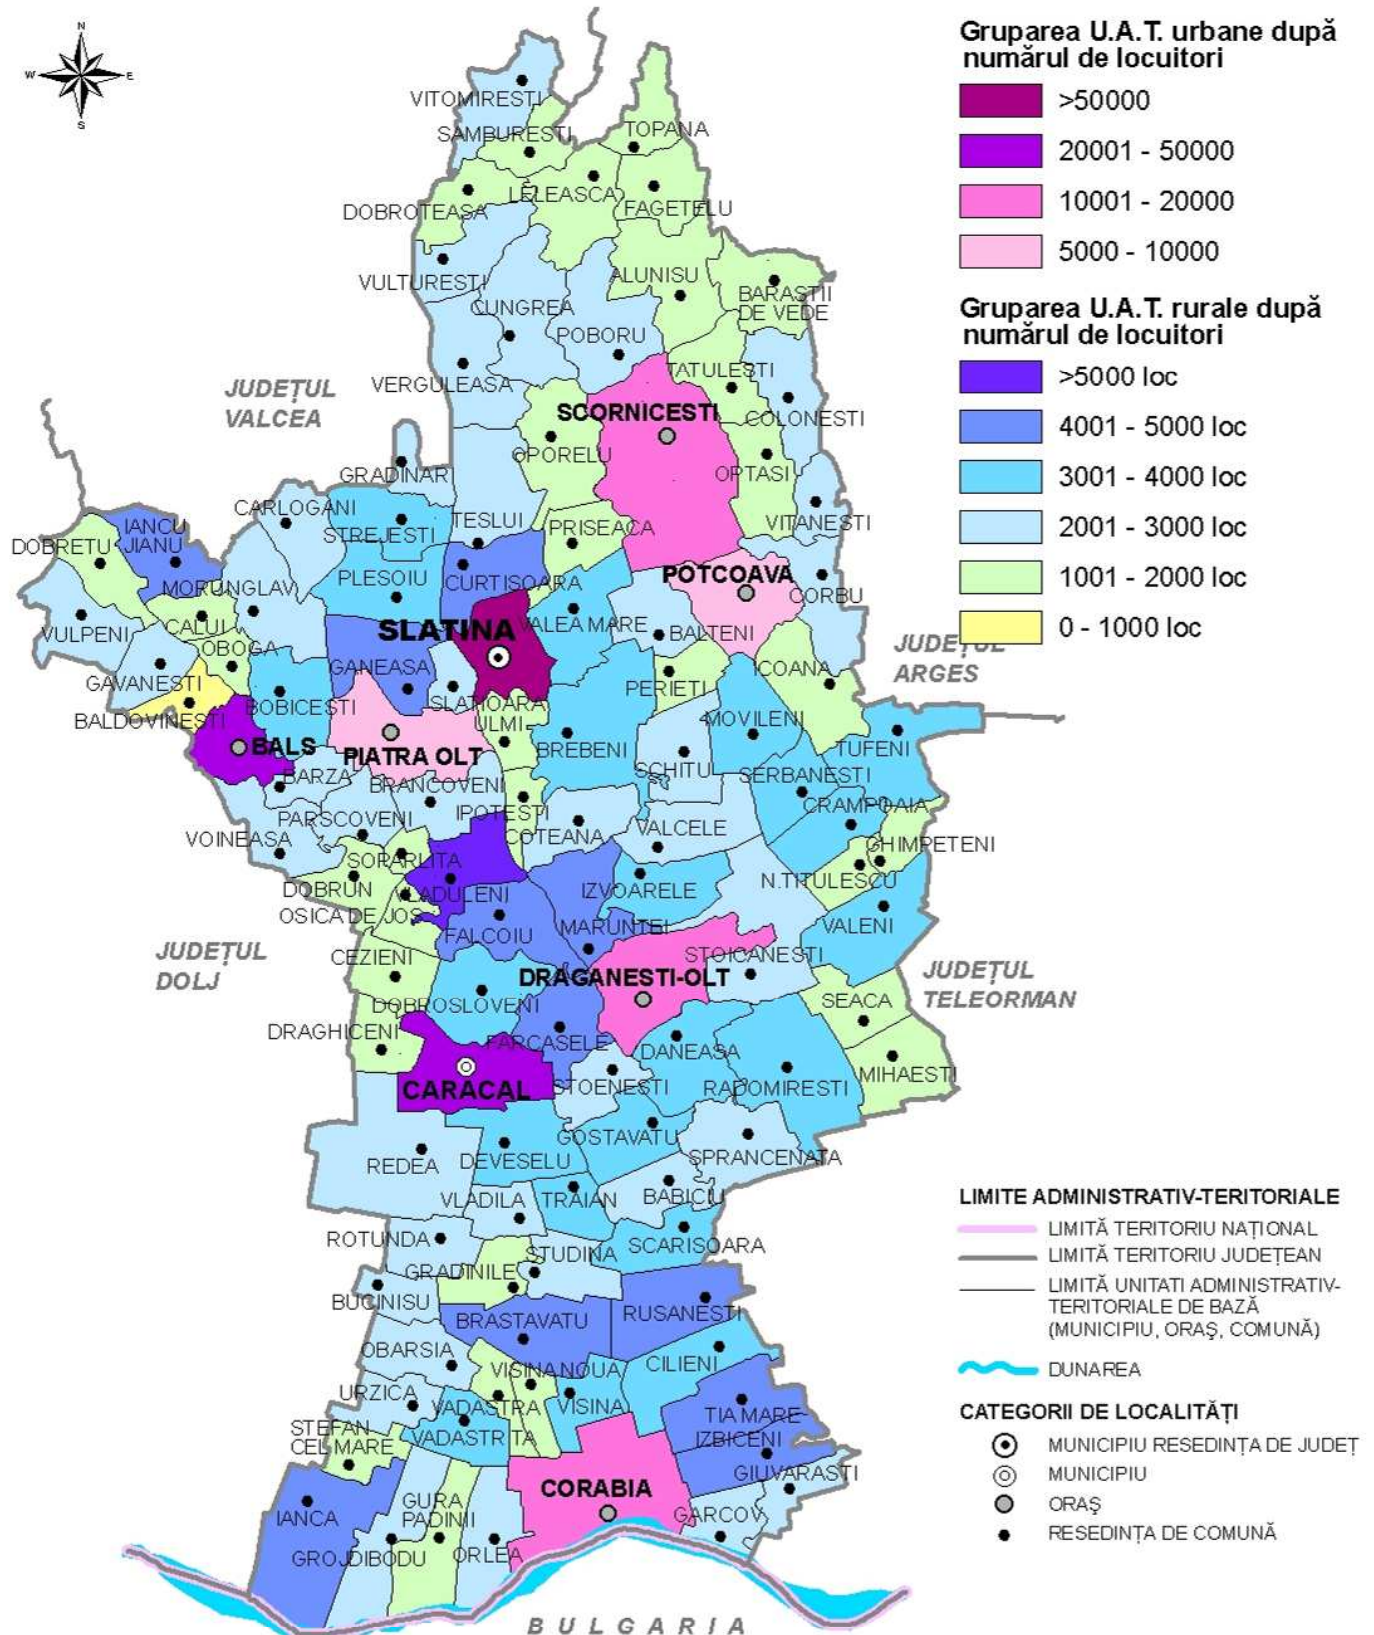 N
W
E
S
Gruparea U.A.T. urbane după
numărul de locuitori
>50000
20001 - 50000
10001 - 20000
5000 - 10000
Gruparea U.A.T. rurale după
numărul de locuitori
>5000 loc
4001 - 5000 loc
3001 - 4000 loc
2001 - 3000 loc
1001 - 2000 loc
0 - 1000 loc
VITOMIRESTI
SAMBURESTI
TOPANA
LELEASCA
DOBROTEASA
FAGETELU
VULTURESTI
ALUNISU
BARASTII
DE VEDE
CUNGREA
POBORU
VERGULEASA
TATULESTI
JUDEȚUL
VALCEA
SCORNICESTI
COLONESTI
OPORELU
OPTASI
GRADINAR
CARLOGANI
STREJESTI
TESLUI
PRISEACA
VITANESTI
IANCU
JIANU
DOBRETU
MORUNGLAV
PLESOIU
CURTISOARA
POTCOAVA
CORBU
VULPENI
CALUI
OBOGA
SLATINA
VALEA MARE
BALTENI
JUDEȚUL
ARGES
GAVANESTI
GANEASA
PERIETI
ICOANA
BALDOVINESTI
BOBICESTI
SLATIOARA
ULMI
MOVILENI
BALS
PIATRA OLT
BREBENI
TUFENI
SCHITU
SERBANESTI
BARZA
BRANCOVENI
CRAMPOAIA
PARSCOVENI
IPOTESTI
COTEANA
VALCELE
VOINEASA
GHIMPETENI
SOPARLITA
DOBRUN
VLADULENI
IZVOARELE
N.TITULESCU
OSICA DE JOS
FALCOIU
MARUNTEI
VALENI
JUDEȚUL
DOLJ
CEZIENI
DRAGANESTI-OLT
STOICANESTI
JUDEȚUL
TELEORMAN
DOBROSLOVENI
SEACA
DRAGHICENI
FARCASELE
DANEASA
MIHAESTI
CARACAL
STOENESTI
RADOMIRESTI
REDEA
DEVESELU
GOSTAVATU
SPRANCENATA
VLADILA
TRAIAN
BABICIU
ROTUNDA
STUDINA
SCARISOARA
GRADINILE
BUCINISU
BRASTAVATU
RUSANESTI
OBARSIA
VISINA NOUA
CILIENI
URZICA
VADASTRA
VISINA
TIA MARE
STEFAN
CEL MARE
VADASTRITA
IZBICENI
GIUVARASTI
IANCA
GURA
PADINII
CORABIA
GARCOV
GROJDIBODU
ORLEA
BULGARIA
LIMITE ADMINISTRATIV-TERITORIALE
LIMITĂ TERITORIU NAȚIONAL
LIMITĂ TERITORIU JUDEȚEAN
LIMITĂ UNITATI ADMINISTRATIV-
TERITORIALE DE BAZĂ
(MUNICIPIU, ORAŞ, COMUNĂ)
DUNAREA
CATEGORII DE LOCALITĂȚI
MUNICIPIU RESEDINȚA DE JUDEȚ
MUNICIPIU
ORAŞ
RESEDINȚA DE COMUNĂ